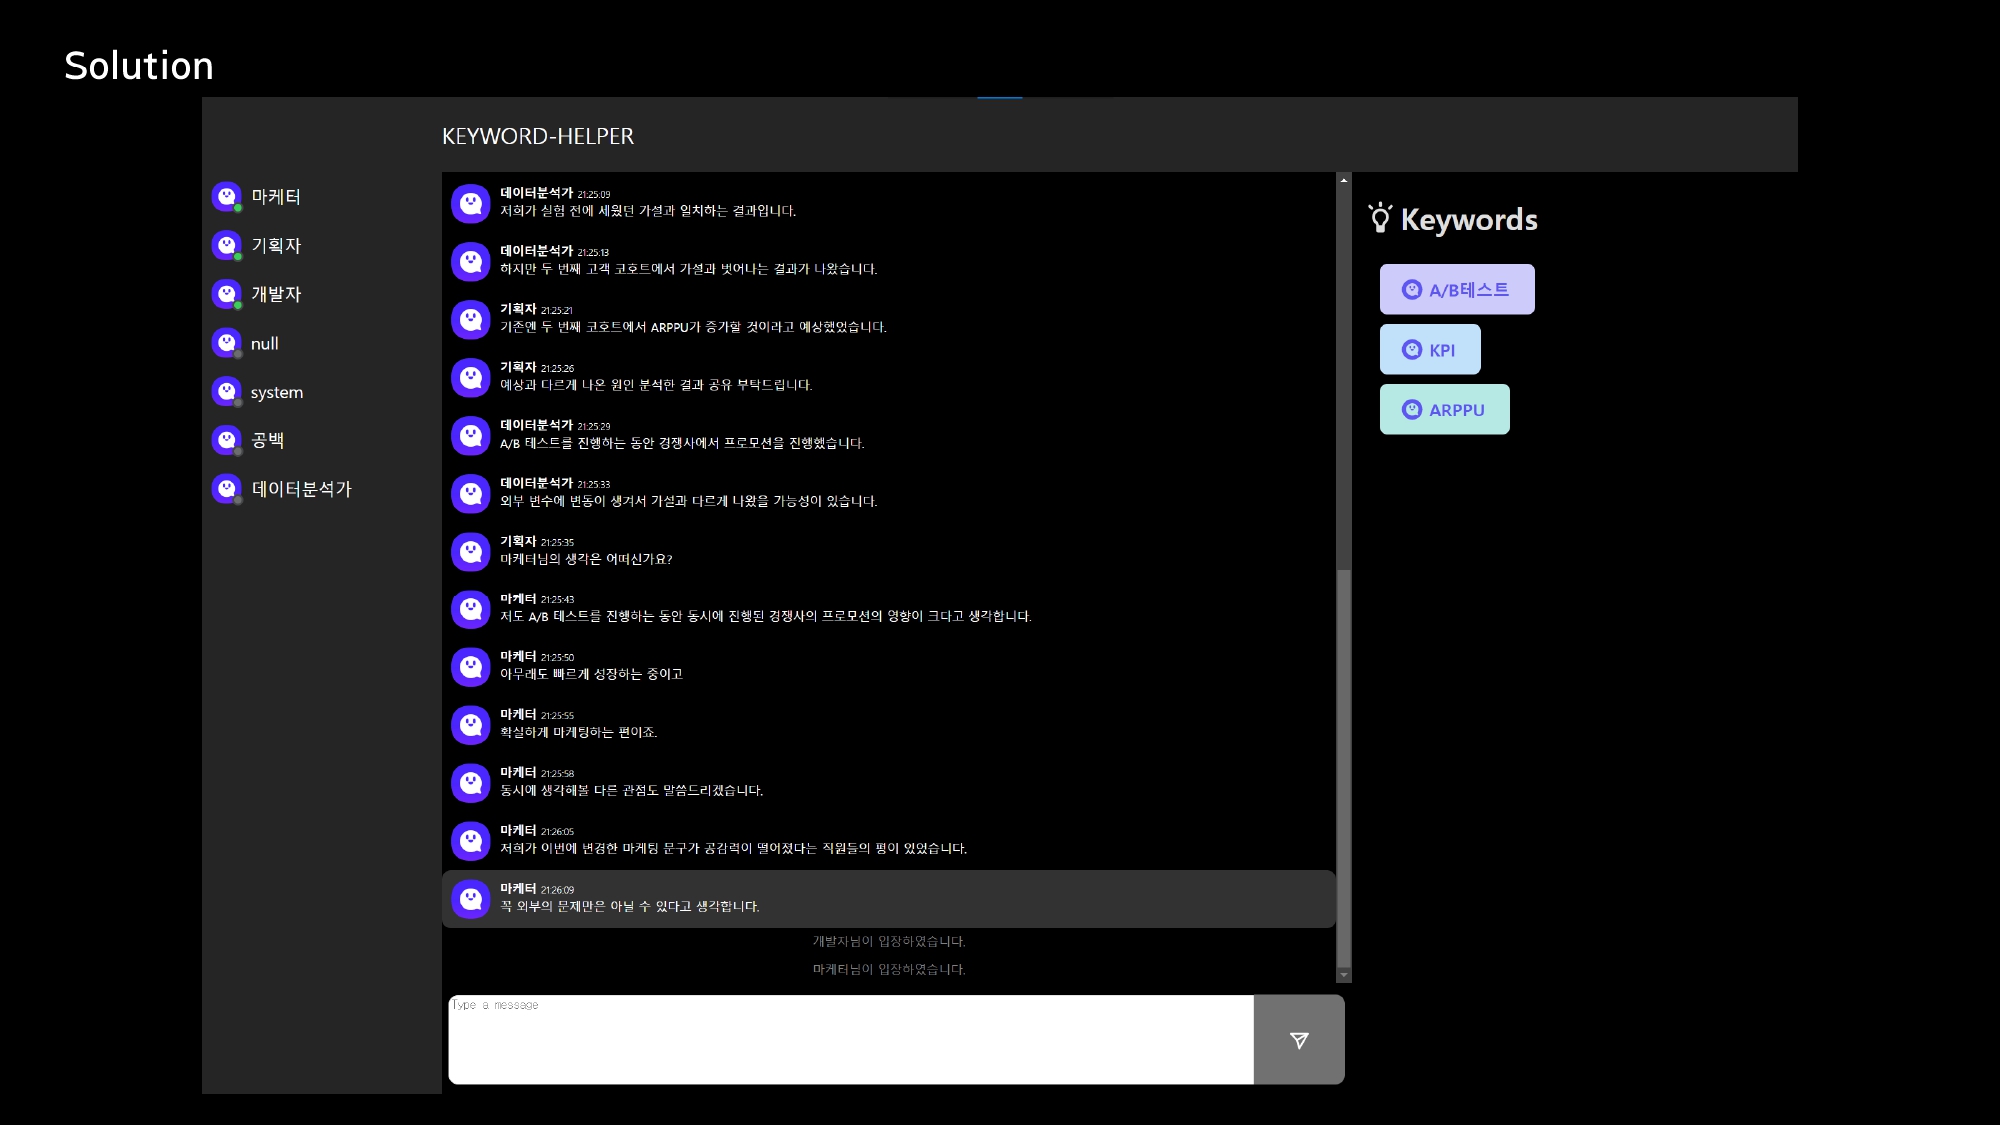 Solution
KEYWORD-HELPER
마케터
기획자
개발자
null
system
공백
데이터분석가
데이터분석가 21:25:09
저희가 실험 전에 세웠던 가설과 일치하는 결과입니다.
데이터분석가 21:25:13
하지만 두 번째 고객 코호트에서 가설과 벗어나는 결과가 나왔습니다.
기획자 21:25:21
기존엔 두 번째 코호트에서 ARPPU가 증가할 것이라고 예상했었습니다.
기획자 21:25:26
예상과 다르게 나온 원인 분석한 결과 공유 부탁드립니다.
데이터분석가 21:25:29
A/B 테스트를 진행하는 동안 경쟁사에서 프로모션을 진행했습니다.
데이터분석가 21:25:33
외부 변수에 변동이 생겨서 가설과 다르게 나왔을 가능성이 있습니다.
기획자 21:25:35
마케터님의 생각은 어떠신가요?
마케터 21:25:43
저도 A/B 테스트를 진행하는 동안 동시에 진행된 경쟁사의 프로모션의 영향이 크다고 생각합니다.
마케터 21:25:50
아무래도 빠르게 성장하는 중이고
마케터 21:25:55
확실하게 마케팅하는 편이죠.
마케터 21:25:58
동시에 생각해볼 다른 관점도 말씀드리겠습니다.
마케터 21:26:05
저희가 이번에 변경한 마케팅 문구가 공감력이 떨어졌다는 직원들의 평이 있었습니다.
마케터 21:26:09
꼭 외부의 문제만은 아닐 수 있다고 생각합니다.
개발자님이 입장하였습니다.
마케터님이 입장하였습니다.
Type a message
Keywords
A/B테스트
KPI
ARPPU